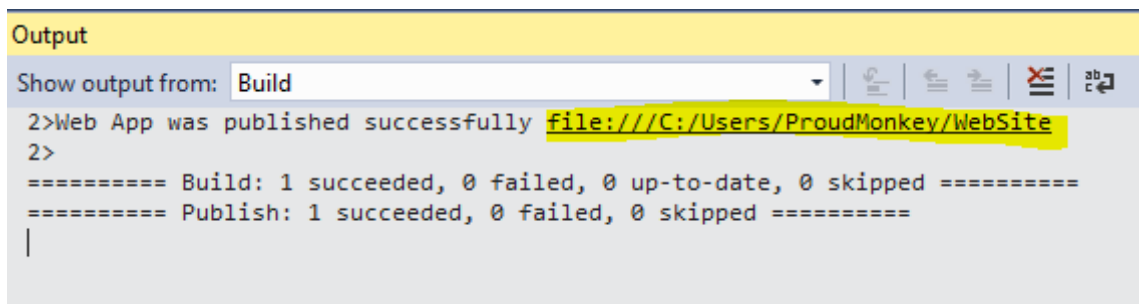 Output
Show output from: Build
2>Web App was published successfully file:///C:/Users/ProudMonkey/WebSite
2>
========== Build: 1 succeeded, 0 failed, 0 up-to-date, 0 skipped ==========
========== Publish: 1 succeeded, 0 failed, 0 skipped ==========